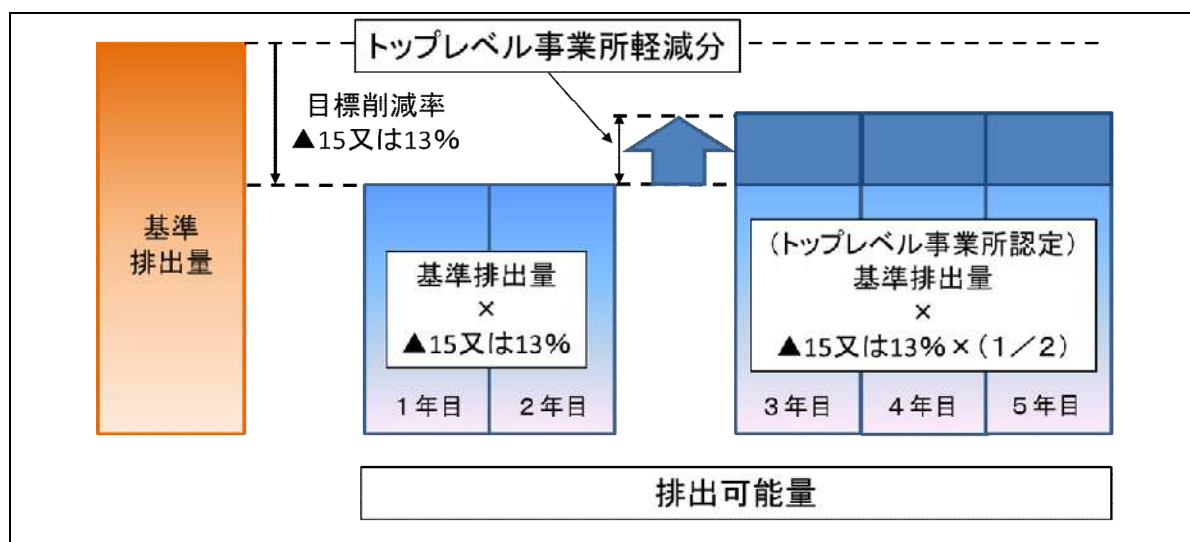 トップレベル事業所軽減分
目標削減率
▲15又は13%
基準
排出量
基準排出量
×
▲15又は13%
(トップレベル事業所認定)
基準排出量
×
▲15又は13%×(1/2)
1年目
2年目
3年目
4年目
5年目
排出可能量